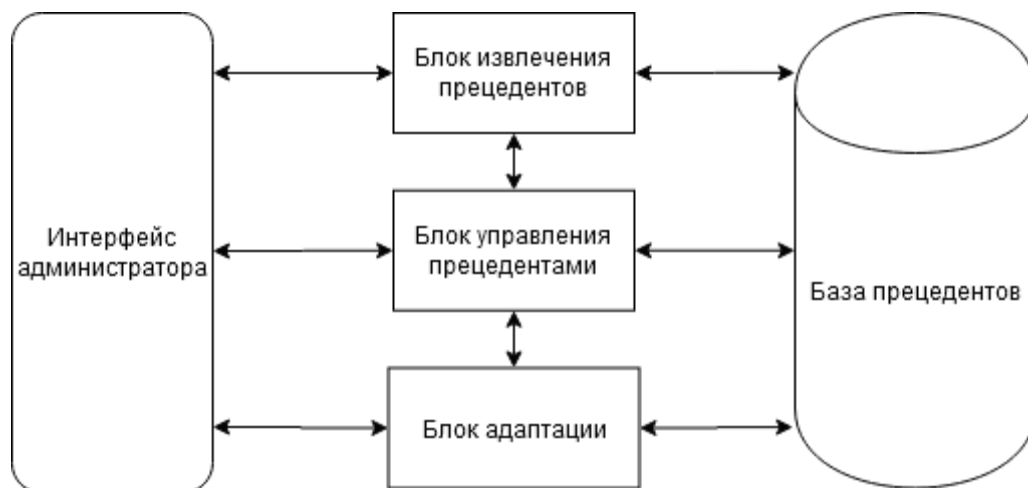 Блок извлечения
прецедентов
Интерфейс
администратора
Блок управления
прецедентами
База прецедентов
Блок адаптации